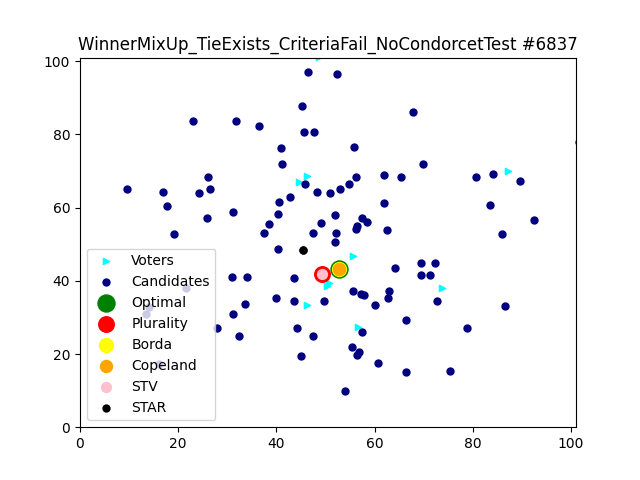 WinnerMixUp_TieExists_CriteriaFail_NoCondorcetTest #6837
100
80
60
40
20
0
Voters
Candidates
Optimal
Plurality
Borda
Copeland
STV
STAR
0 20 40 60 80 100